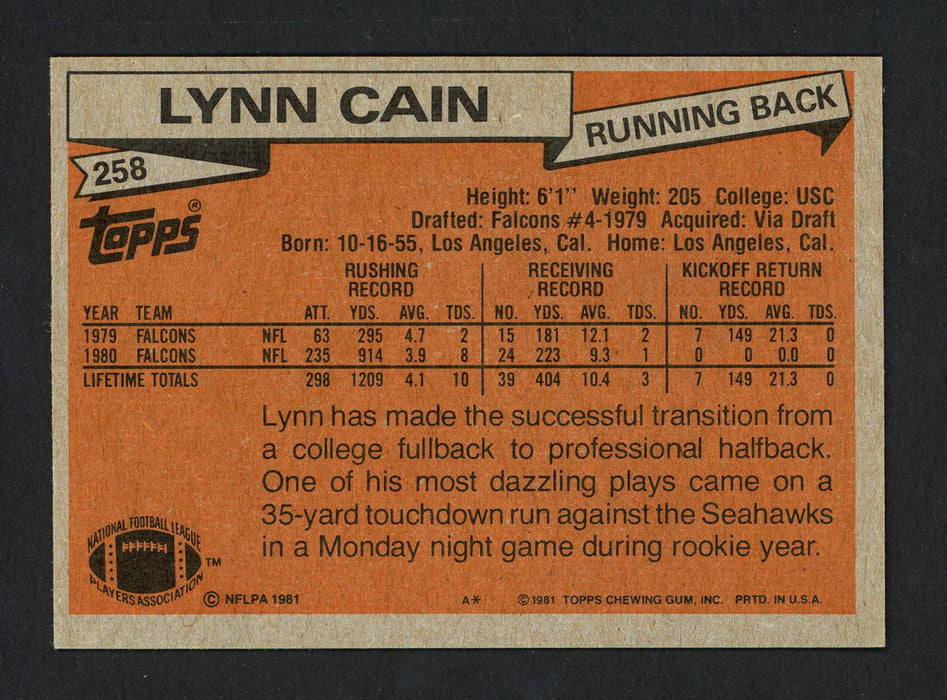 LYNN CAIN
RUNNING BACK
258
Topps®
Height: 6'1'' Weight: 205 College: USC
Drafted: Falcons #4-1979 Acquired: Via Draft
Born: 10-16-55, Los Angeles, Cal. Home: Los Angeles, Cal.
RUSHING RECORD RECEIVING RECORD KICKOFF RETURN RECORD
YEAR TEAM ATT. YDS. AVG. TDS. NO. YDS. AVG. TDS. NO. YDS. AVG. TDS.
1979 FALCONS NFL 63 295 4.7 2 15 181 12.1 2 7 149 21.3 0
1980 FALCONS NFL 235 914 3.9 8 24 223 9.3 1 0 0 0.0 0
LIFETIME TOTALS 298 1209 4.1 10 39 404 10.4 3 7 149 21.3 0
Lynn has made the successful transition from
a college fullback to professional halfback.
One of his most dazzling plays came on a
35-yard touchdown run against the Seahawks
in a Monday night game during rookie year.
NATIONAL FOOTBALL LEAGUE
PLAYERS ASSOCIATION TM
© NFLPA 1981 A* © 1981 TOPPS CHEWING GUM, INC. PRTD. IN U.S.A.